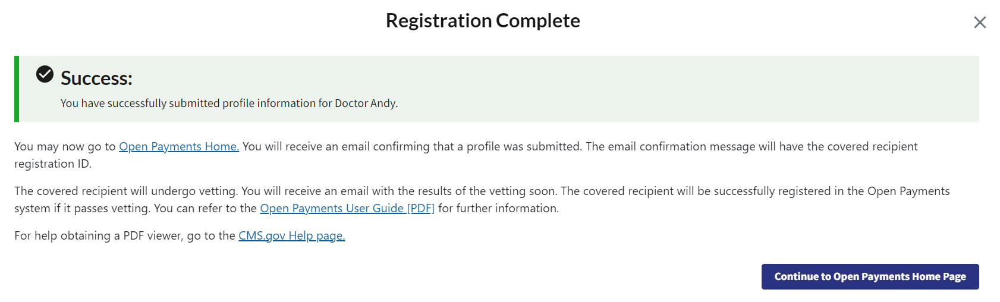 Registration Complete
Success:
You have successfully submitted profile information for Doctor Andy.
You may now go to Open Payments Home. You will receive an email confirming that a profile was submitted. The email confirmation message will have the covered recipient
registration ID.
The covered recipient will undergo vetting. You will receive an email with the results of the vetting soon. The covered recipient will be successfully registered in the Open Payments
system if it passes vetting. You can refer to the Open Payments User Guide [PDF] for further information.
For help obtaining a PDF viewer, go to the CMS.gov Help page.
Continue to Open Payments Home Page